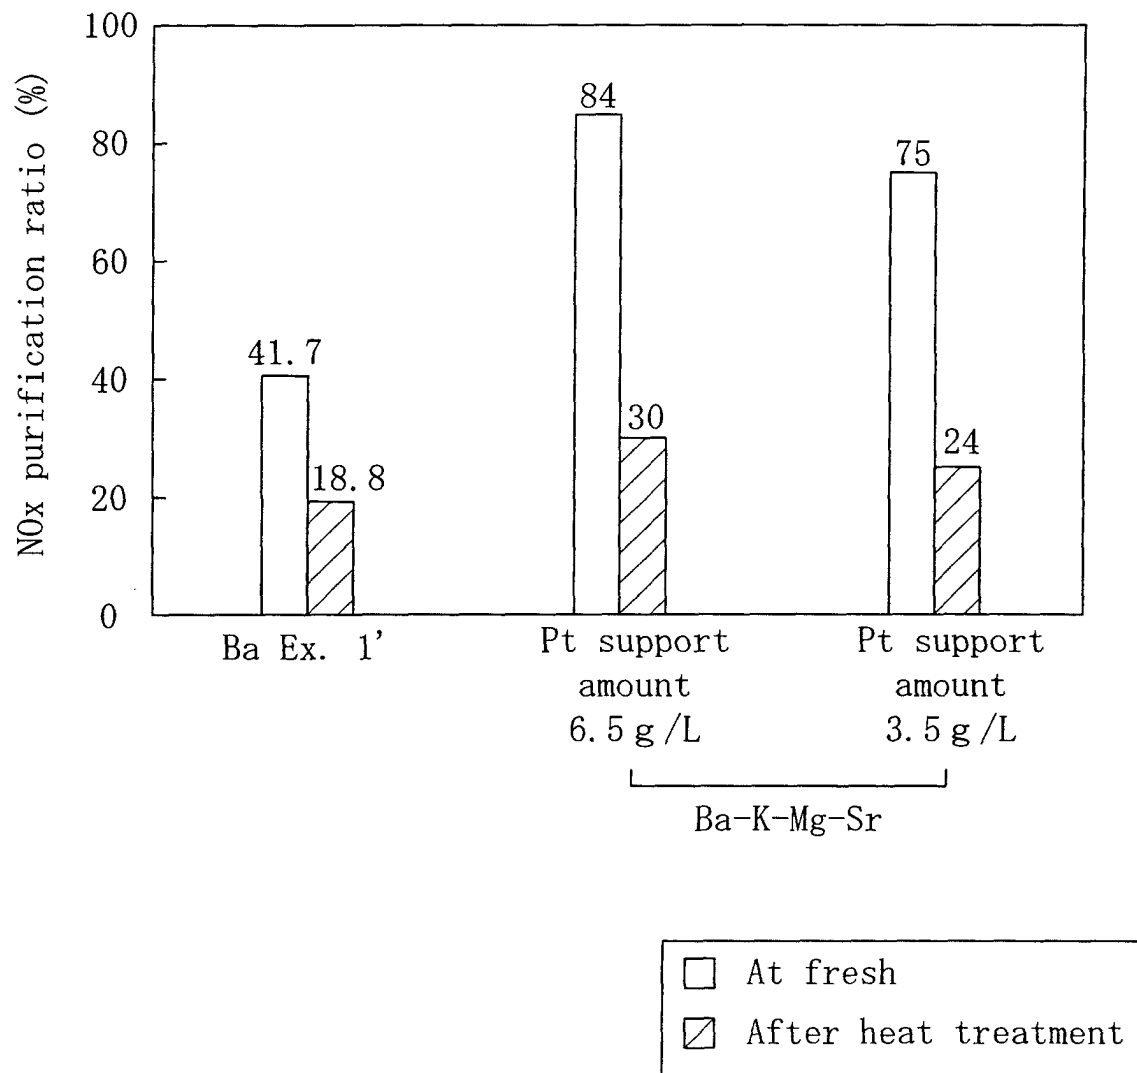 NOx purification ratio (%)
100
80
60
40
20
0
41.7
18.8
84
30
75
24
Ba Ex. 1'
Pt support
amount
6.5 g/L
Pt support
amount
3.5 g/L
Ba-K-Mg-Sr
At fresh
After heat treatment